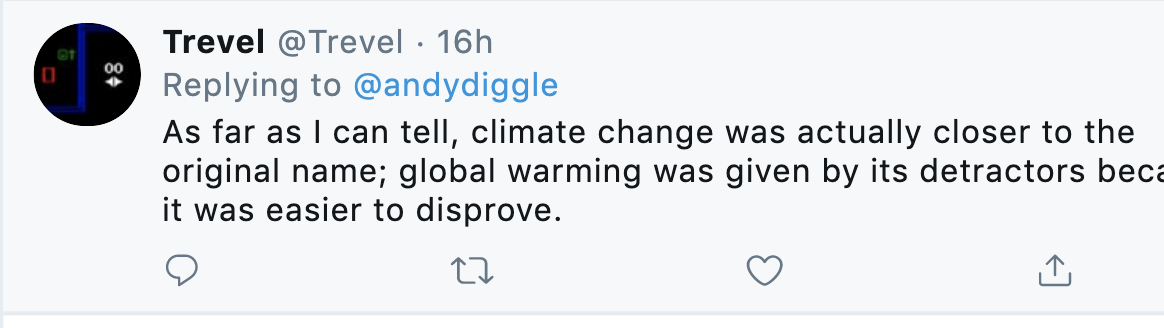 Trevel @Trevel · 16h
Replying to @andydiggle
As far as I can tell, climate change was actually closer to the
original name; global warming was given by its detractors beca
it was easier to disprove.